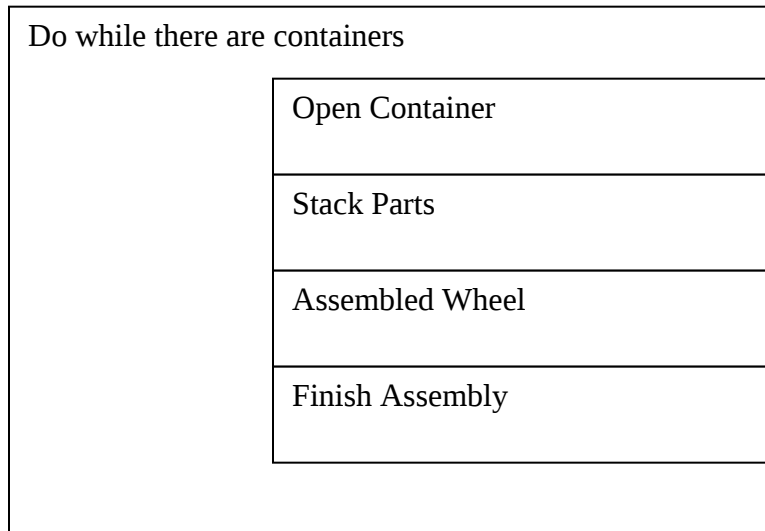 Do while there are containers
Open Container
Stack Parts
Assembled Wheel
Finish Assembly